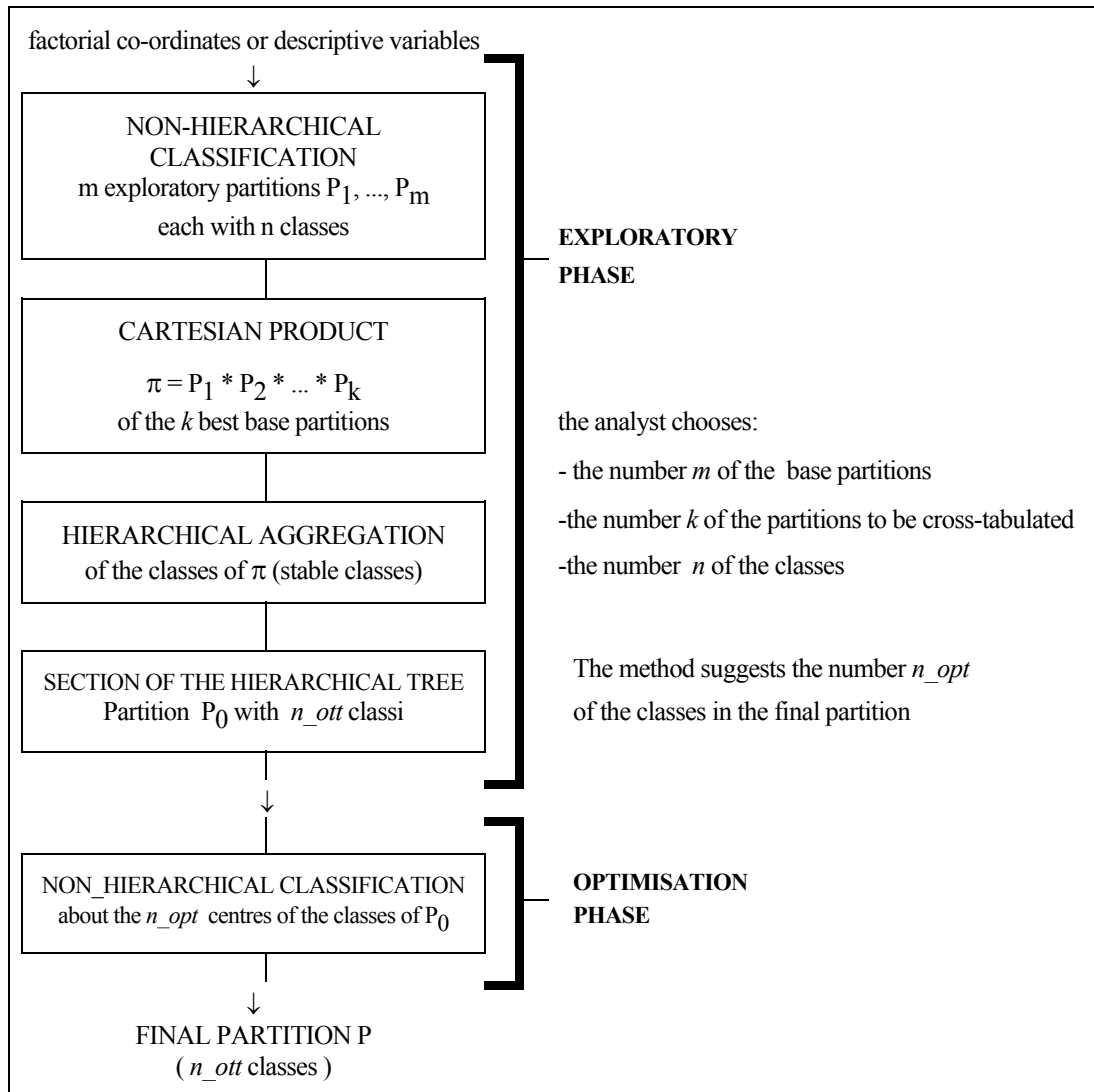 factorial co-ordinates or descriptive variables
↓
NON-HIERARCHICAL
CLASSIFICATION
m exploratory partitions P1, ..., Pm
each with n classes
EXPLORATORY
PHASE
CARTESIAN PRODUCT
π = P1 * P2 * ... * Pk
of the k best base partitions
the analyst chooses:
- the number m of the base partitions
-the number k of the partitions to be cross-tabulated
-the number n of the classes
HIERARCHICAL AGGREGATION
of the classes of π (stable classes)
SECTION OF THE HIERARCHICAL TREE
Partition P0 with n_ott classi
The method suggests the number n_opt
of the classes in the final partition
↓
NON_HIERARCHICAL CLASSIFICATION
about the n_opt centres of the classes of P0
OPTIMISATION
PHASE
↓
FINAL PARTITION P
( n_ott classes )